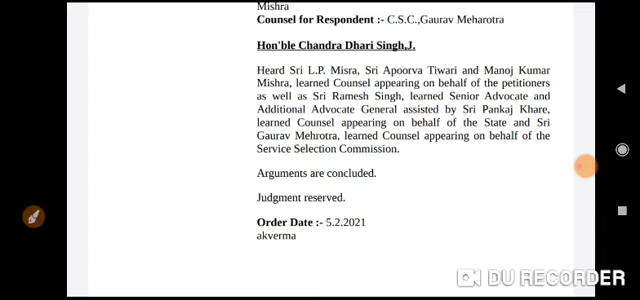 Mishra
Counsel for Respondent :- C.S.C.,Gaurav Meharotra
Hon'ble Chandra Dhari Singh,J.
Heard Sri L.P. Misra, Sri Apoorva Tiwari and Manoj Kumar
Mishra, learned Counsel appearing on behalf of the petitioners
as well as Sri Ramesh Singh, learned Senior Advocate and
Additional Advocate General assisted by Sri Pankaj Khare,
learned Counsel appearing on behalf of the State and Sri
Gaurav Mehrotra, learned Counsel appearing on behalf of the
Service Selection Commission.
Arguments are concluded.
Judgment reserved.
Order Date :- 5.2.2021
akverma
DU RECORDER